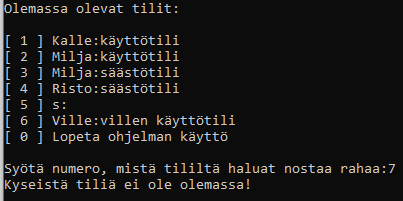 Olemassa olevat tilit:
[ 1 ] Kalle:käyttötili
[ 2 ] Milja:käyttötili
[ 3 ] Milja:säästötili
[ 4 ] Risto:säästötili
[ 5 ] s:
[ 6 ] Ville:villen käyttötili
[ 0 ] Lopeta ohjelman käyttö
Syötä numero, mistä tililtä haluat nostaa rahaa:7
Kyseistä tiliä ei ole olemassa!